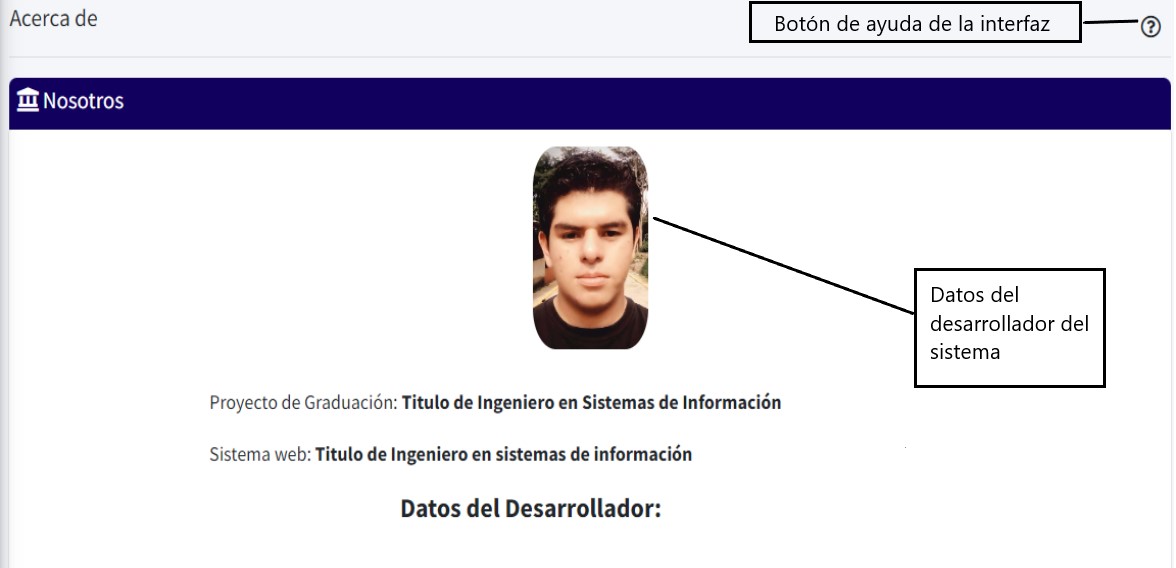 Acerca de
Botón de ayuda de la interfaz
Nosotros
Datos del
desarrollador del
sistema
Proyecto de Graduación: Titulo de Ingeniero en Sistemas de Información
Sistema web: Titulo de Ingeniero en sistemas de información
Datos del Desarrollador: